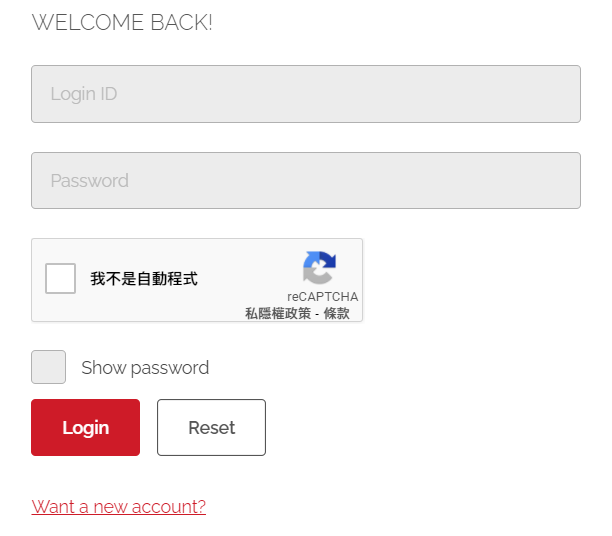 WELCOME BACK!
Login ID
Password
我不是自動程式
reCAPTCHA
私隱權政策 - 條款
Show password
Login
Reset
Want a new account?